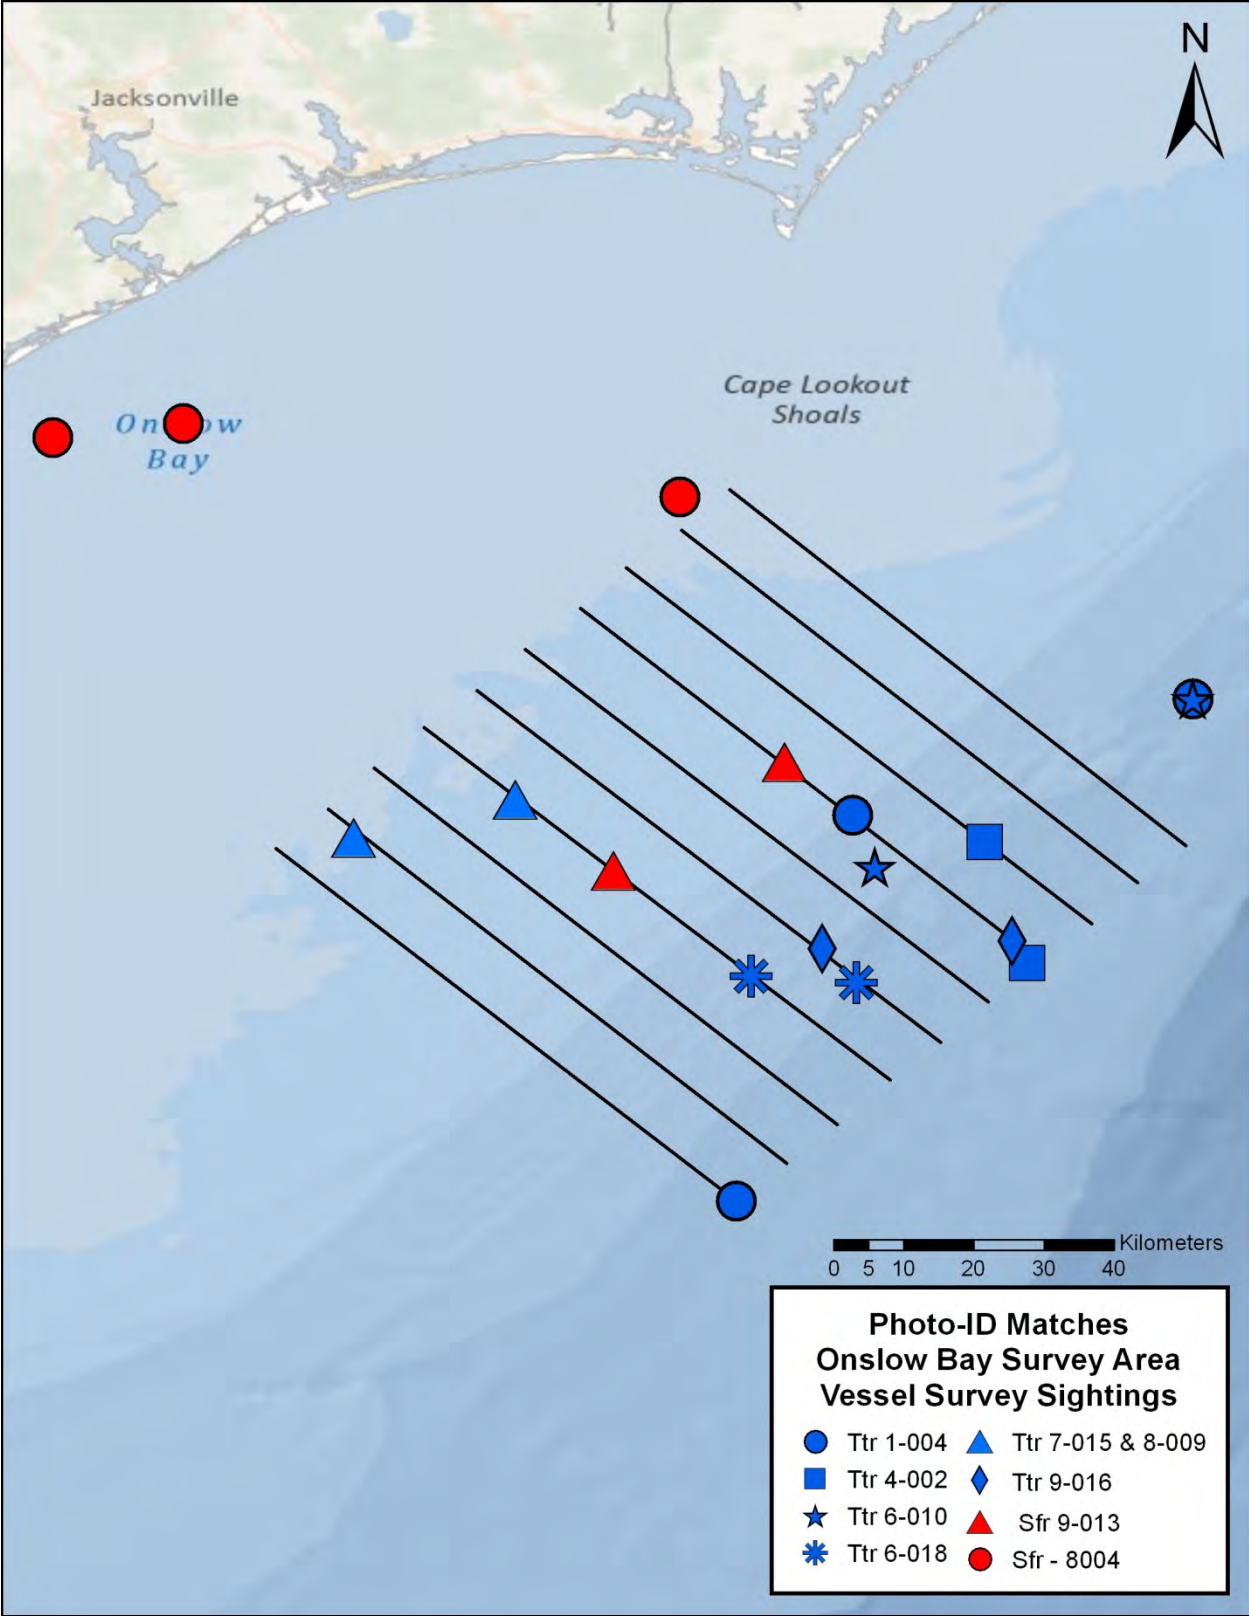 N
Jacksonville
Cape Lookout
Shoals
On ow
Bay
Kilometers
0 5 10 20 30 40
Photo-ID Matches
Onslow Bay Survey Area
Vessel Survey Sightings
Ttr 1-004 Ttr 7-015 & 8-009
Ttr 4-002 Ttr 9-016
Ttr 6-010 Sfr 9-013
Ttr 6-018 Sfr - 8004